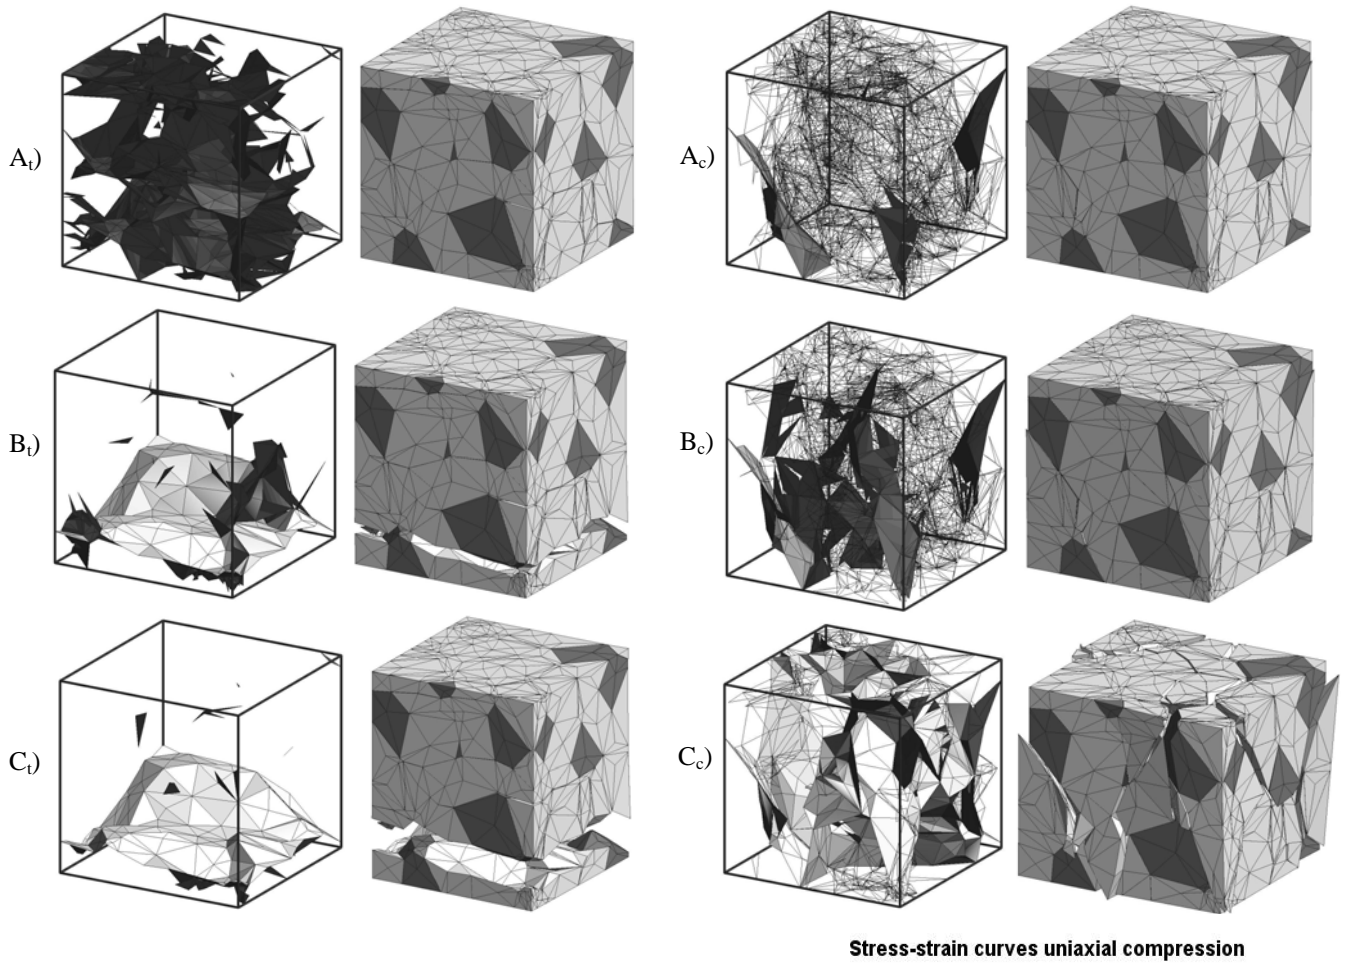 At)
Ac)
Bt)
Bc)
Ct)
Cc)
Stress-strain curves uniaxial compression